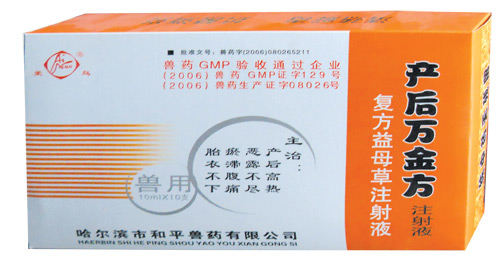 批准文号：兽药字(2006)080265211
兽药GMP验收通过企业
(2006)兽药GMP证字129号
(2006)兽药生产证字08026号
产后万金方
注射液
复方益母草注射液
主治：
产后高热
恶露不尽
瘀滞腹痛
胎衣不下
兽用
10ml×10支
哈尔滨市和平兽药有限公司
HAERBIN SHI HE PING SHOU YAO YOU XIAN GONG SI